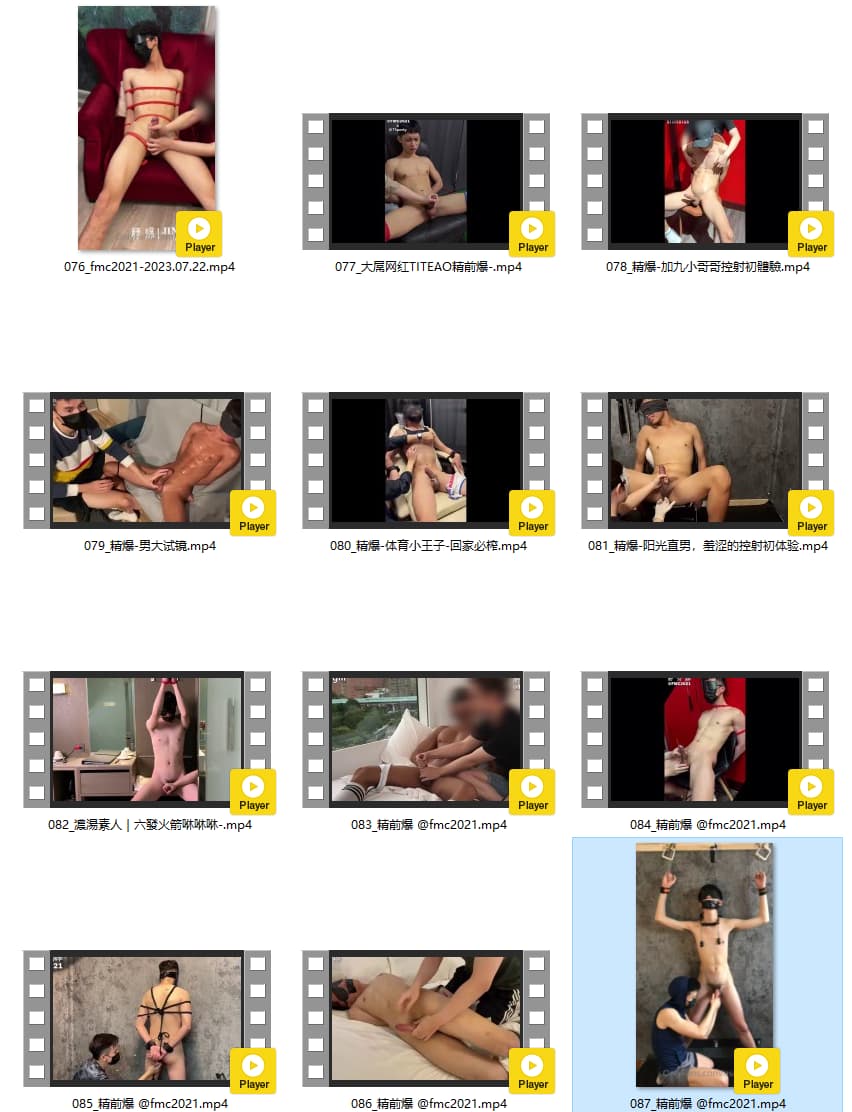 Player
076_fmc2021-2023.07.22.mp4
Player
077_大屌网红TITEAO精前爆-.mp4
Player
078_精爆-加九小哥哥控射初體驗.mp4
Player
079_精爆-男大试镜.mp4
Player
080_精爆-体育小王子-回家必榨.mp4
Player
081_精爆-阳光直男，羞涩的控射初体验.mp4
Player
082_濃湯素人｜六發火箭咻咻咻-.mp4
Player
083_精前爆 @fmc2021.mp4
@FMC2021
Player
084_精前爆 @fmc2021.mp4
21
Player
085_精前爆 @fmc2021.mp4
Player
086_精前爆 @fmc2021.mp4
Player
087_精前爆 @fmc2021.mp4